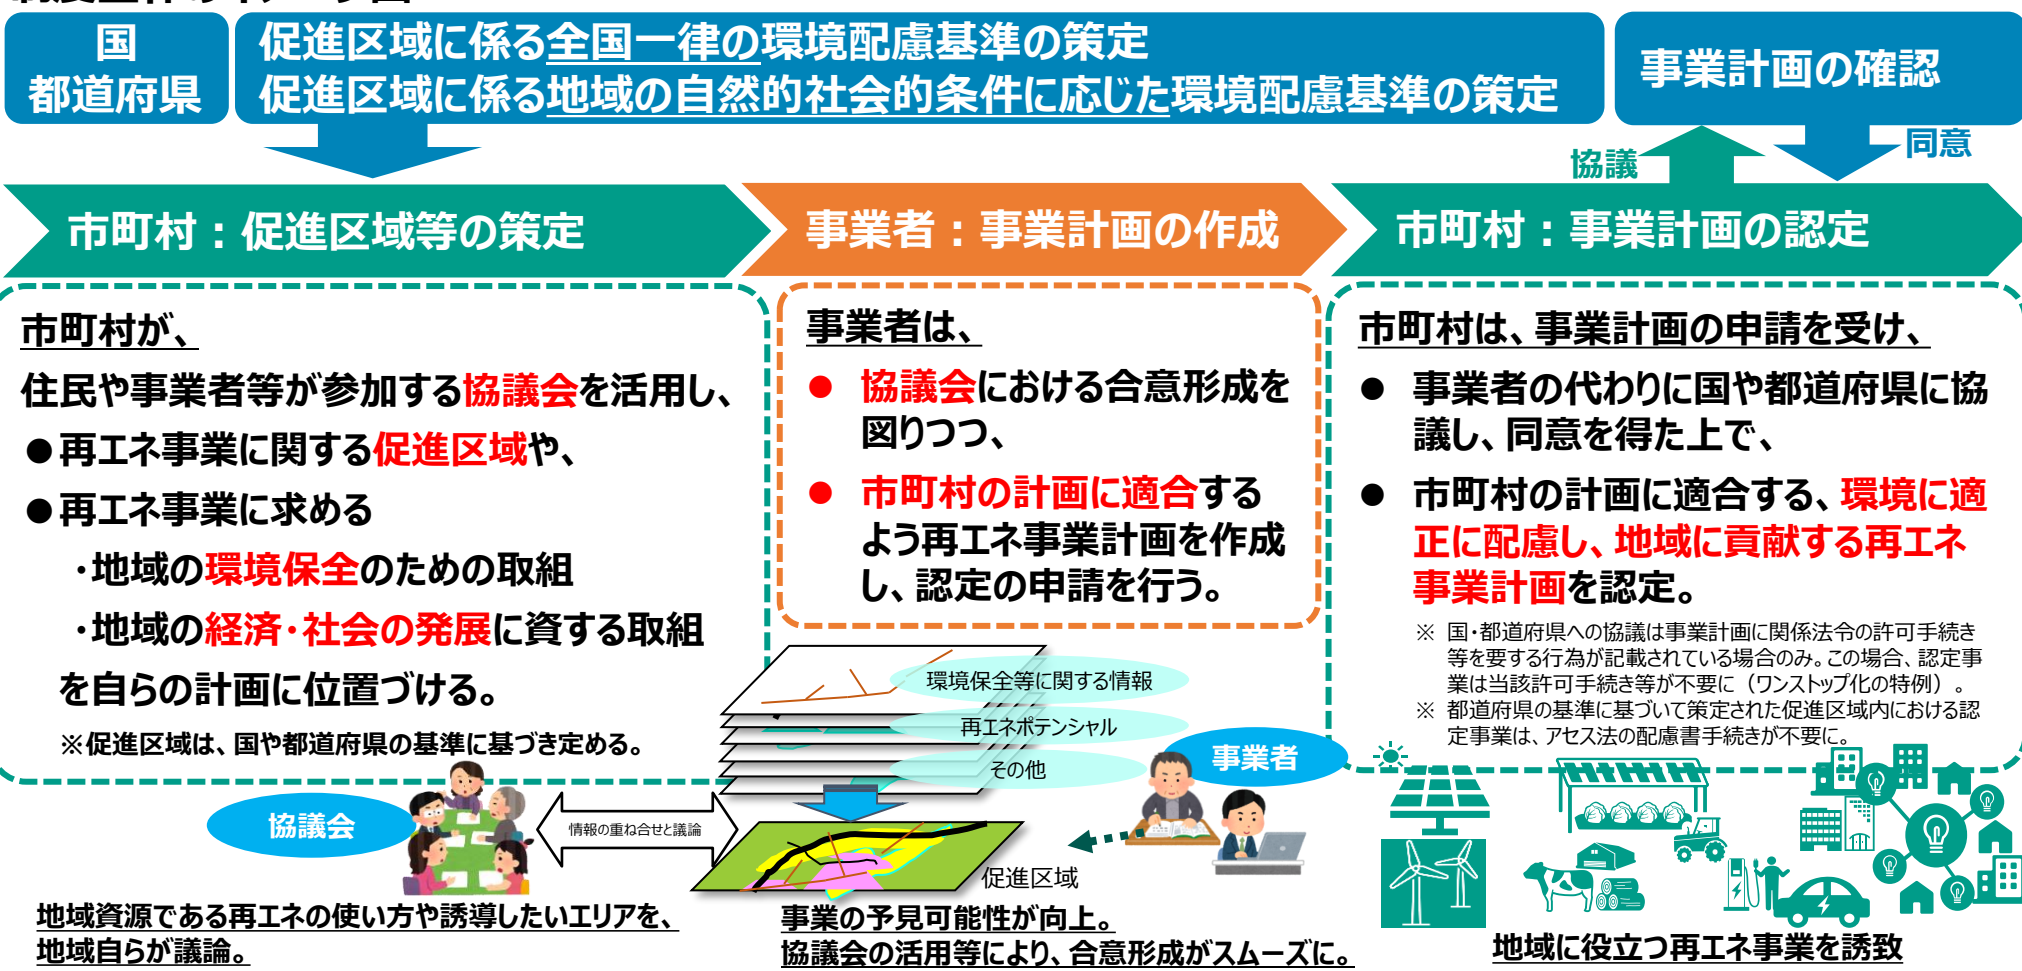 国
都道府県
促進区域に係る全国一律の環境配慮基準の策定
促進区域に係る地域の自然的社会的条件に応じた環境配慮基準の策定
事業計画の確認
協議
同意
市町村：促進区域等の策定
事業者：事業計画の作成
市町村：事業計画の認定
市町村が、
住民や事業者等が参加する協議会を活用し、
●再エネ事業に関する促進区域や、
●再エネ事業に求める
・地域の環境保全のための取組
・地域の経済・社会の発展に資する取組
を自らの計画に位置づける。
※促進区域は、国や都道府県の基準に基づき定める。
事業者は、
● 協議会における合意形成を
図りつつ、
● 市町村の計画に適合する
よう再エネ事業計画を作成
し、認定の申請を行う。
市町村は、事業計画の申請を受け、
● 事業者の代わりに国や都道府県に協
議し、同意を得た上で、
● 市町村の計画に適合する、環境に適
正に配慮し、地域に貢献する再エネ
事業計画を認定。
※ 国・都道府県への協議は事業計画に関係法令の許可手続き
等を要する行為が記載されている場合のみ。この場合、認定事
業は当該許可手続き等が不要に（ワンストップ化の特例）。
※ 都道府県の基準に基づいて策定された促進区域内における認
定事業は、アセス法の配慮書手続きが不要に。
環境保全等に関する情報
再エネポテンシャル
その他
事業者
協議会
情報の重ね合せと議論
促進区域
地域資源である再エネの使い方や誘導したいエリアを、
地域自らが議論。
事業の予見可能性が向上。
協議会の活用等により、合意形成がスムーズに。
地域に役立つ再エネ事業を誘致